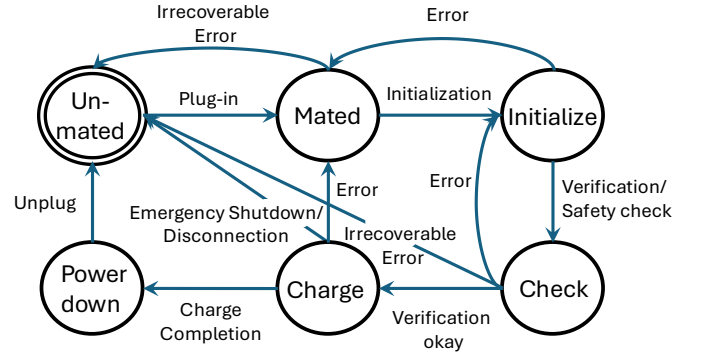 Irrecoverable
Error
Error
Un-
mated
Plug-in
Mated
Initialization
Initialize
Unplug
Emergency Shutdown/
Disconnection
Error
Error
Verification/
Safety check
Irrecoverable
Error
Power
down
Charge
Completion
Charge
Verification
okay
Check